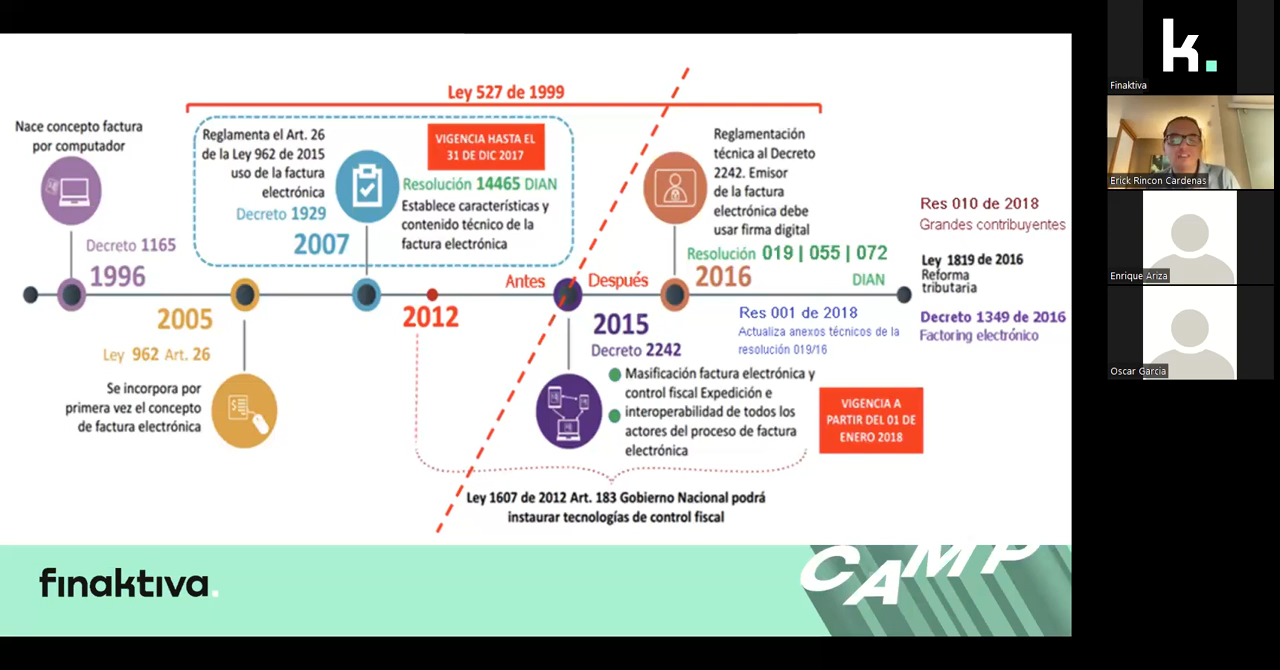 Ley 527 de 1999
Nace concepto factura
por computador
Decreto 1165
1996
2005
Ley 962 Art. 26
Se incorpora por
primera vez el concepto
de factura electrónica
Reglamenta el Art. 26
de la Ley 962 de 2015
uso de la factura
electrónica
Decreto 1929
2007
VIGENCIA HASTA EL
31 DE DIC 2017
Resolución 14465 DIAN
Establece características y
contenido técnico de la
factura electrónica
2012
Antes
Después
2015
Decreto 2242
Masificación factura electrónica y
control fiscal Expedición e
interoperabilidad de todos los
actores del proceso de factura
electrónica
VIGENCIA A
PARTIR DEL 01 DE
ENERO 2018
Ley 1607 de 2012 Art. 183 Gobierno Nacional podrá
instaurar tecnologías de control fiscal
Reglamentación
técnica al Decreto
2242. Emisor
de la factura
electrónica debe
usar firma digital
Resolución 019 | 055 | 072
DIAN
2016
Res 001 de 2018
Actualiza anexos técnicos de la
resolución 019/16
Res 010 de 2018
Grandes contribuyentes
Ley 1819 de 2016
Reforma
tributaria
Decreto 1349 de 2016
Factoring electrónico
finaktiva.
CAMP
k.
Finaktiva
Erick Rincon Cardenas
Enrique Ariza
Oscar García